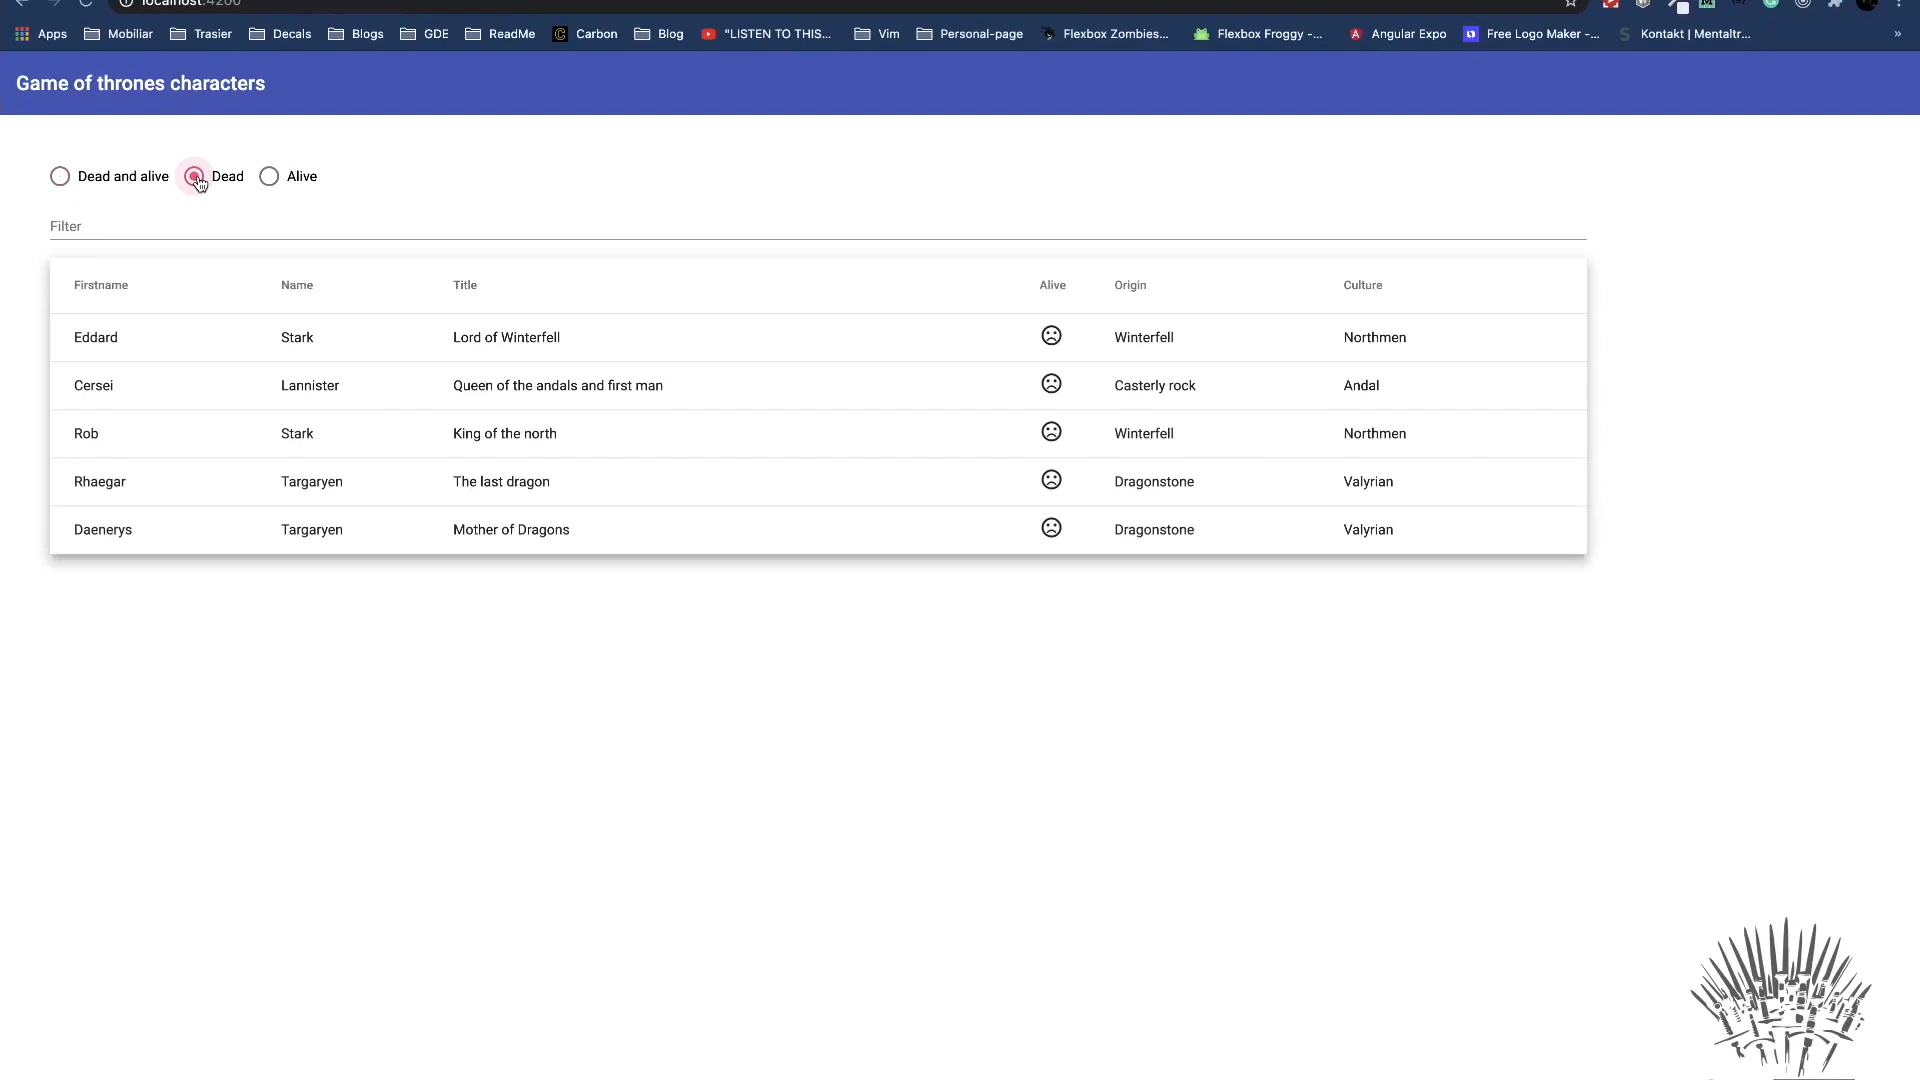 localhost:4200
Apps Mobiliar Trasier Decals Blogs GDE ReadMe Carbon Blog "LISTEN TO THIS... Vim Personal-page Flexbox Zombies... Flexbox Froggy -... Angular Expo Free Logo Maker -... Kontakt | Mentaltr... »
Game of thrones characters
Dead and alive Dead Alive
Filter
Firstname Name Title Alive Origin Culture
Eddard Stark Lord of Winterfell Winterfell Northmen
Cersei Lannister Queen of the andals and first man Casterly rock Andal
Rob Stark King of the north Winterfell Northmen
Rhaegar Targaryen The last dragon Dragonstone Valyrian
Daenerys Targaryen Mother of Dragons Dragonstone Valyrian